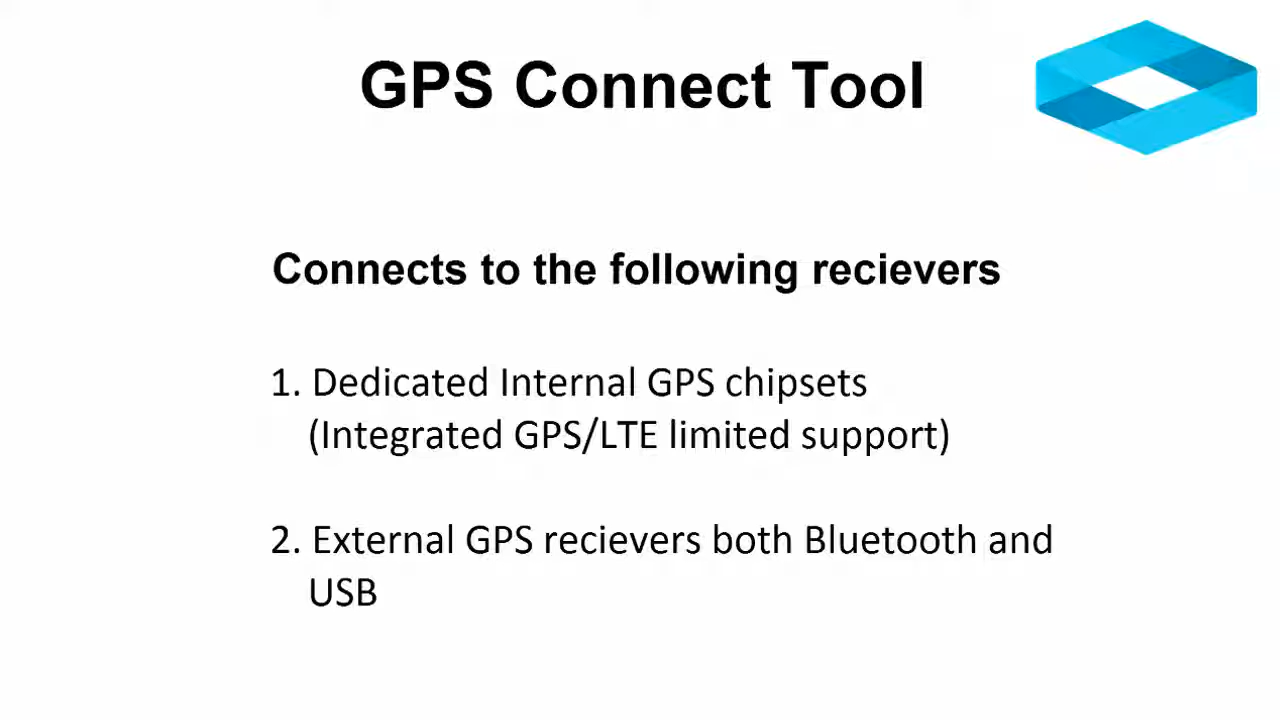 GPS Connect Tool
Connects to the following recievers
1. Dedicated Internal GPS chipsets
(Integrated GPS/LTE limited support)
2. External GPS recievers both Bluetooth and
USB